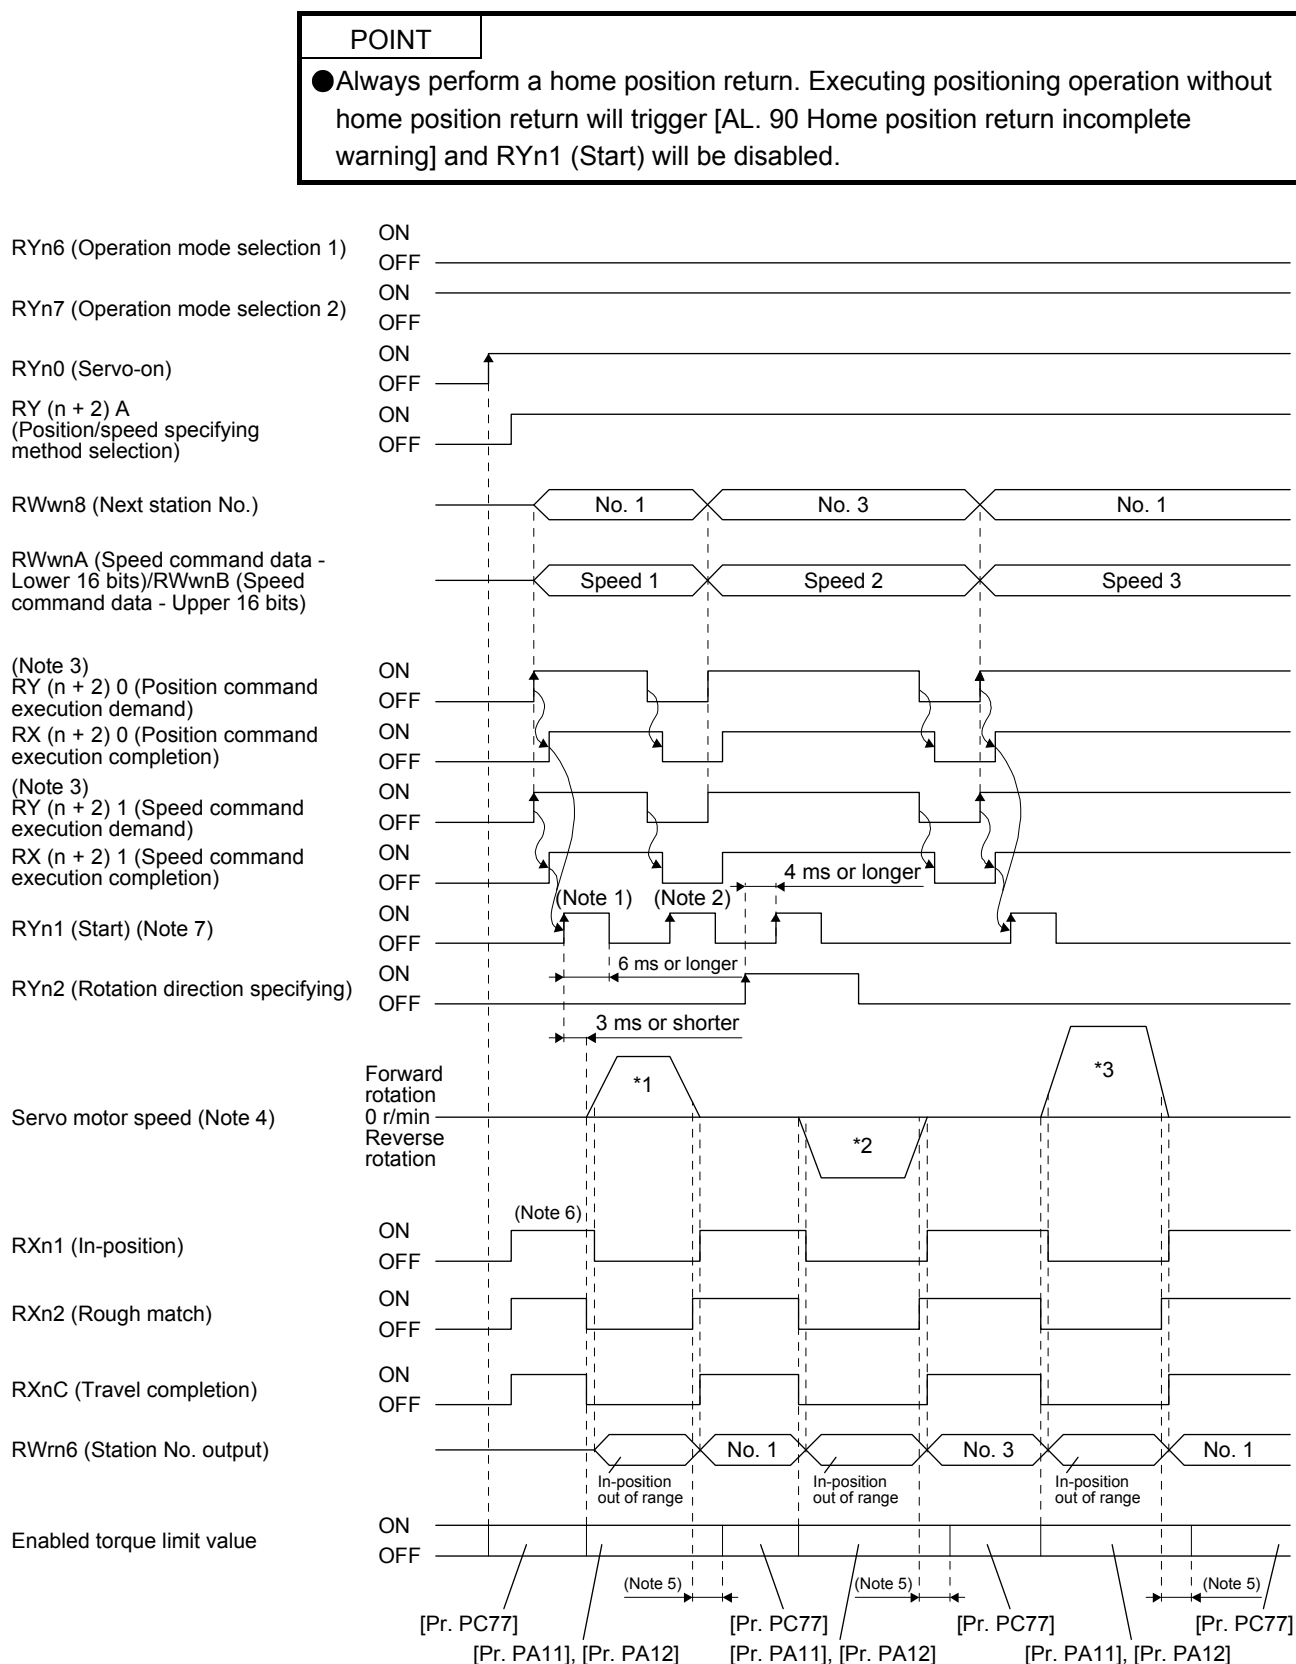 POINT
●Always perform a home position return. Executing positioning operation without
home position return will trigger [AL. 90 Home position return incomplete
warning] and RYn1 (Start) will be disabled.
RYn6 (Operation mode selection 1)
ON
OFF
RYn7 (Operation mode selection 2)
ON
OFF
RYn0 (Servo-on)
ON
OFF
RY (n + 2) A
(Position/speed specifying
method selection)
ON
OFF
RWwn8 (Next station No.)
No. 1
No. 3
No. 1
RWwnA (Speed command data -
Lower 16 bits)/RWwnB (Speed
command data - Upper 16 bits)
Speed 1
Speed 2
Speed 3
(Note 3)
RY (n + 2) 0 (Position command
execution demand)
ON
OFF
RX (n + 2) 0 (Position command
execution completion)
ON
OFF
(Note 3)
RY (n + 2) 1 (Speed command
execution demand)
ON
OFF
RX (n + 2) 1 (Speed command
execution completion)
ON
OFF
4 ms or longer
(Note 1)
(Note 2)
RYn1 (Start) (Note 7)
ON
OFF
6 ms or longer
RYn2 (Rotation direction specifying)
ON
OFF
3 ms or shorter
Servo motor speed (Note 4)
Forward
rotation
0 r/min
Reverse
rotation
*1
*2
*3
(Note 6)
RXn1 (In-position)
ON
OFF
RXn2 (Rough match)
ON
OFF
RXnC (Travel completion)
ON
OFF
RWrn6 (Station No. output)
No. 1
No. 3
No. 1
In-position
out of range
In-position
out of range
In-position
out of range
Enabled torque limit value
ON
OFF
(Note 5)
(Note 5)
(Note 5)
[Pr. PC77]
[Pr. PC77]
[Pr. PC77]
[Pr. PC77]
[Pr. PA11], [Pr. PA12]
[Pr. PA11], [Pr. PA12]
[Pr. PA11], [Pr. PA12]